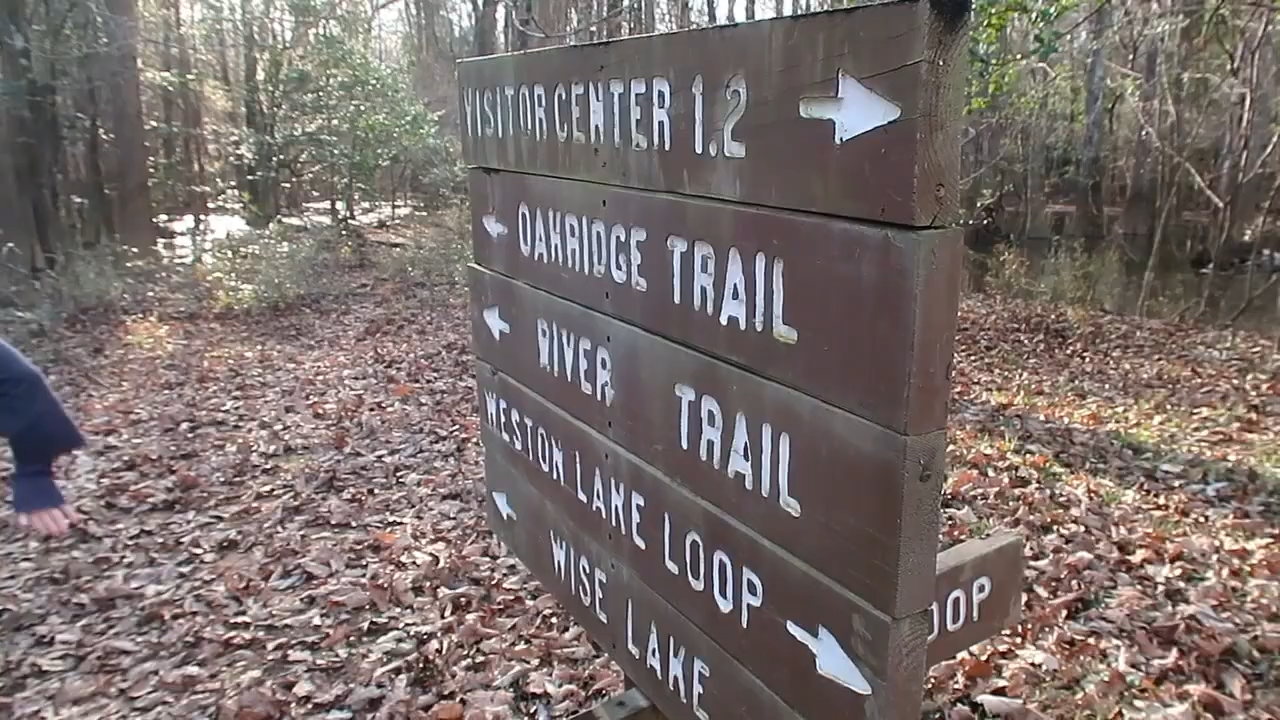 VISITOR CENTER 1.2
OAKRIDGE TRAIL
RIVER TRAIL
WESTON LAKE LOOP
WISE LAKE
OOP